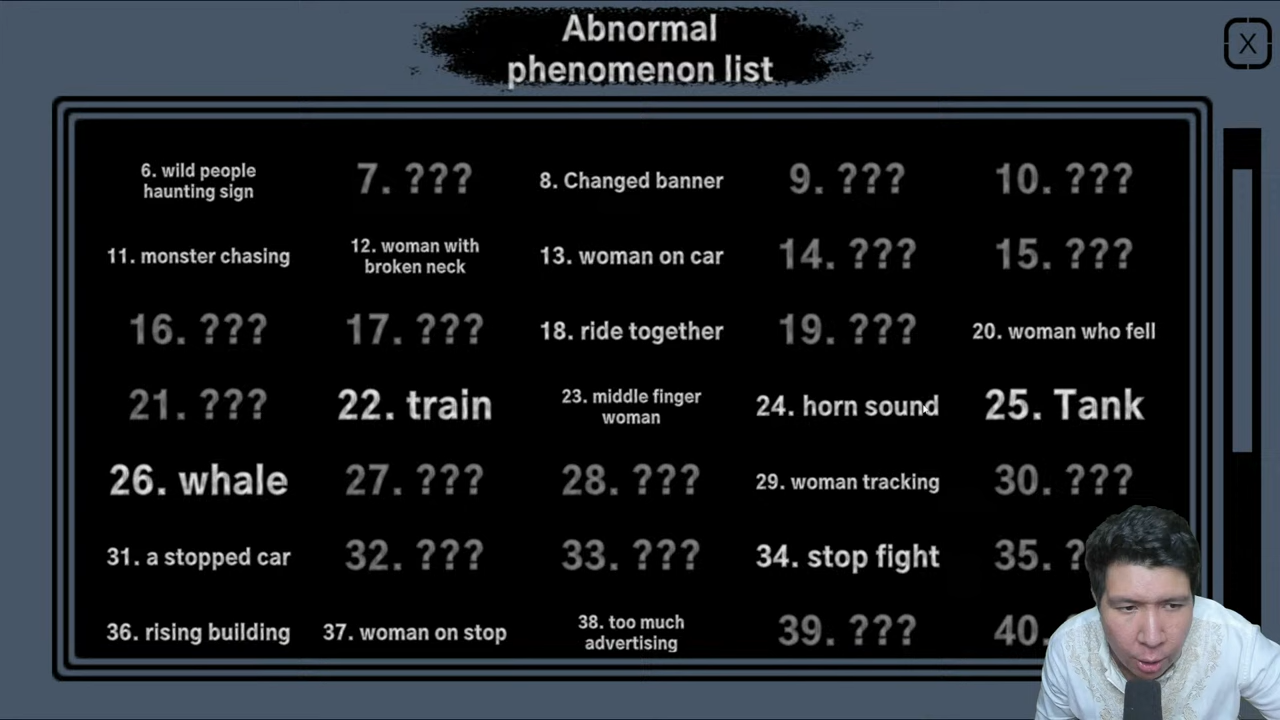 Abnormal
phenomenon list
X
6. wild people
haunting sign
7. ???
8. Changed banner
9. ???
10. ???
11. monster chasing
12. woman with
broken neck
13. woman on car
14. ???
15. ???
16. ???
17. ???
18. ride together
19. ???
20. woman who fell
21. ???
22. train
23. middle finger
woman
24. horn sound
25. Tank
26. whale
27. ???
28. ???
29. woman tracking
30. ???
31. a stopped car
32. ???
33. ???
34. stop fight
35. ?
36. rising building
37. woman on stop
38. too much
advertising
39. ???
40.